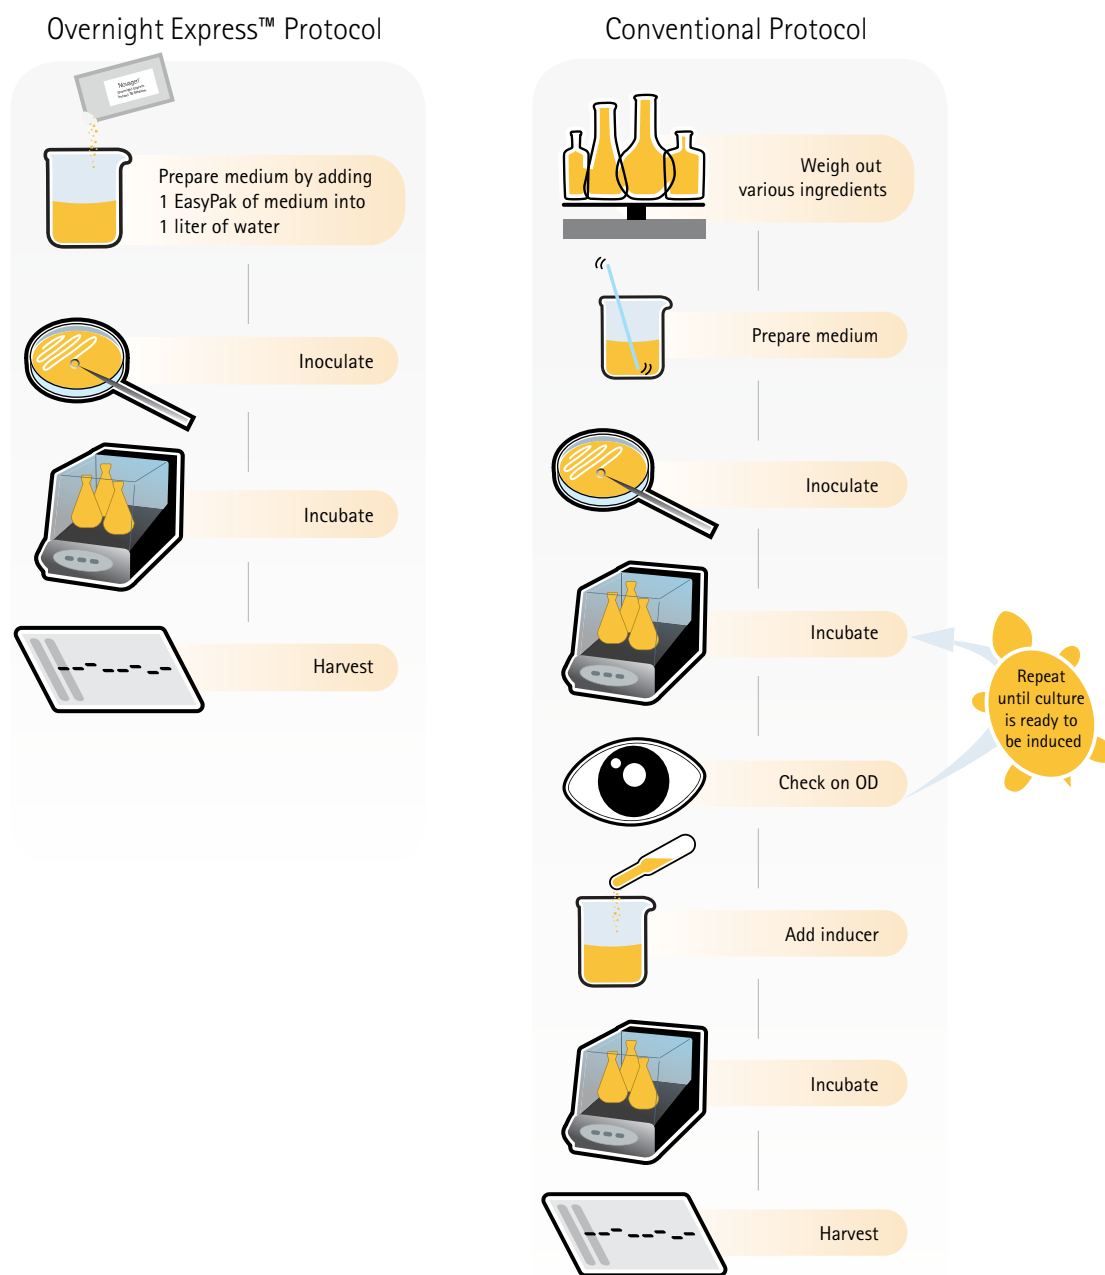 Overnight Express™ Protocol
Novagen
Prepare medium by adding
1 EasyPak of medium into
1 liter of water
Inoculate
Incubate
Harvest
Conventional Protocol
Weigh out
various ingredients
Prepare medium
Inoculate
Incubate
Repeat
until culture
is ready to
be induced
Check on OD
Add inducer
Incubate
Harvest